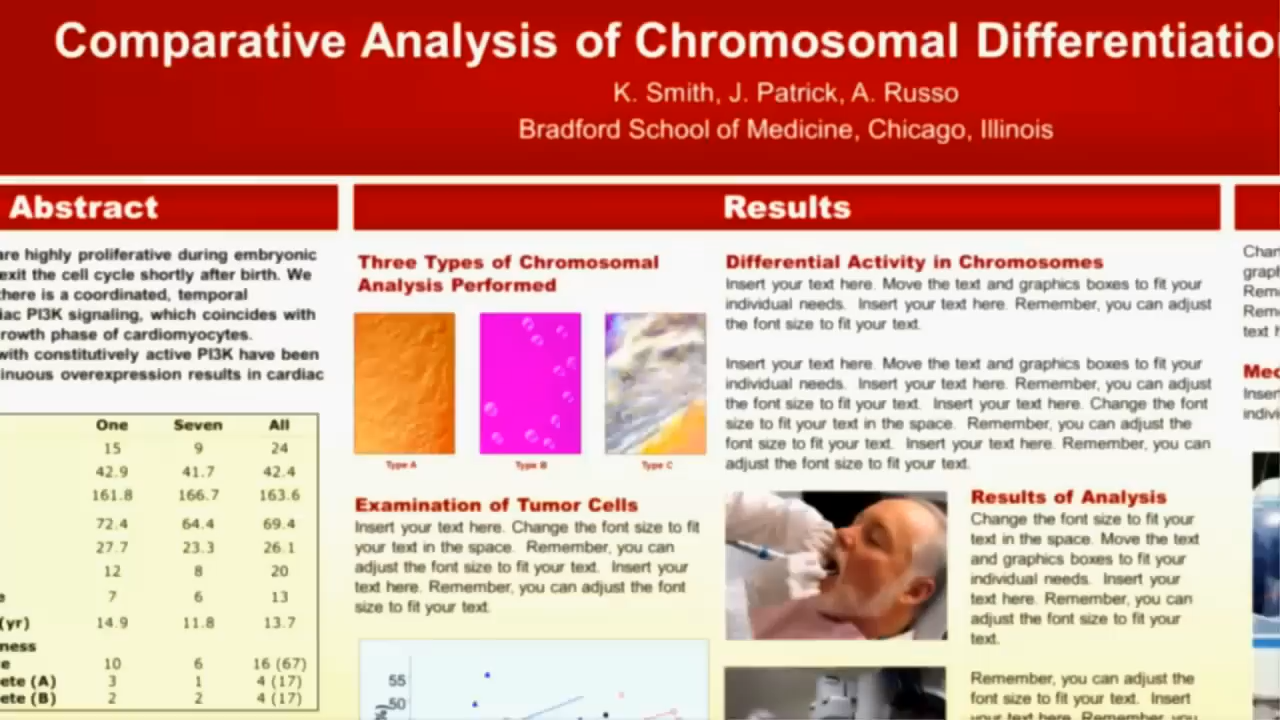 Comparative Analysis of Chromosomal Differentiatio
K. Smith, J. Patrick, A. Russo
Bradford School of Medicine, Chicago, Illinois
Abstract
are highly proliferative during embryonic
exit the cell cycle shortly after birth. We
there is a coordinated, temporal
iac PI3K signaling, which coincides with
rowth phase of cardiomyocytes.
with constitutively active PI3K have been
inuous overexpression results in cardiac
One Seven All
15 9 24
42.9 41.7 42.4
161.8 166.7 163.6
72.4 64.4 69.4
27.7 23.3 26.1
12 8 20
e 7 6 13
(yr) 14.9 11.8 13.7
ness
e 10 6 16 (67)
ete (A) 3 1 4 (17)
ete (B) 2 2 4 (17)
Results
Three Types of Chromosomal
Analysis Performed
Type A Type B Type C
Examination of Tumor Cells
Insert your text here. Change the font size to fit
your text in the space. Remember, you can
adjust the font size to fit your text. Insert your
text here. Remember, you can adjust the font
size to fit your text.
55
50
%)
Differential Activity in Chromosomes
Insert your text here. Move the text and graphics boxes to fit your
individual needs. Insert your text here. Remember, you can adjust
the font size to fit your text.
Insert your text here. Move the text and graphics boxes to fit your
individual needs. Insert your text here. Remember, you can adjust
the font size to fit your text. Insert your text here. Change the font
size to fit your text in the space. Remember, you can adjust the
font size to fit your text. Insert your text here. Remember, you can
adjust the font size to fit your text.
Results of Analysis
Change the font size to fit your
text in the space. Move the text
and graphics boxes to fit your
individual needs. Insert your
text here. Remember, you can
adjust the font size to fit your
text.
Remember, you can adjust the
font size to fit your text. Insert
your text here. Remember, you
Chan
graph
Rem
Rem
text h
Med
Inser
indivi